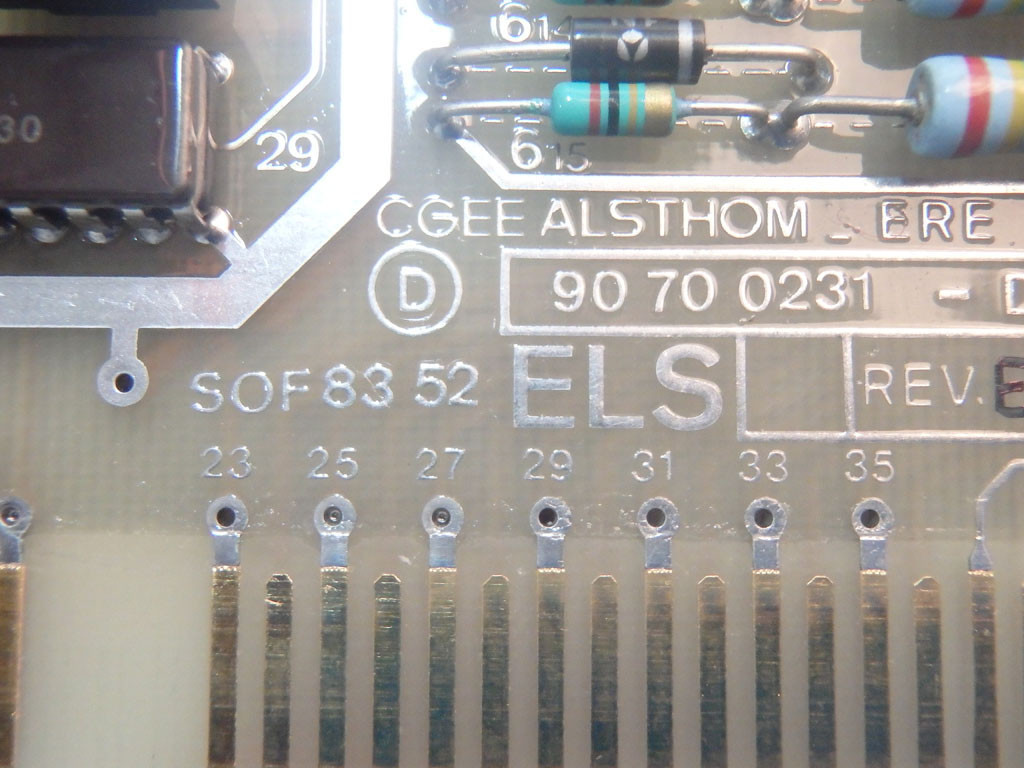 614
30
29
615
CGEE ALSTHOM - ERE
D
90 70 0231 - D
SOF 83 52 ELS REV.
23 25 27 29 31 33 35